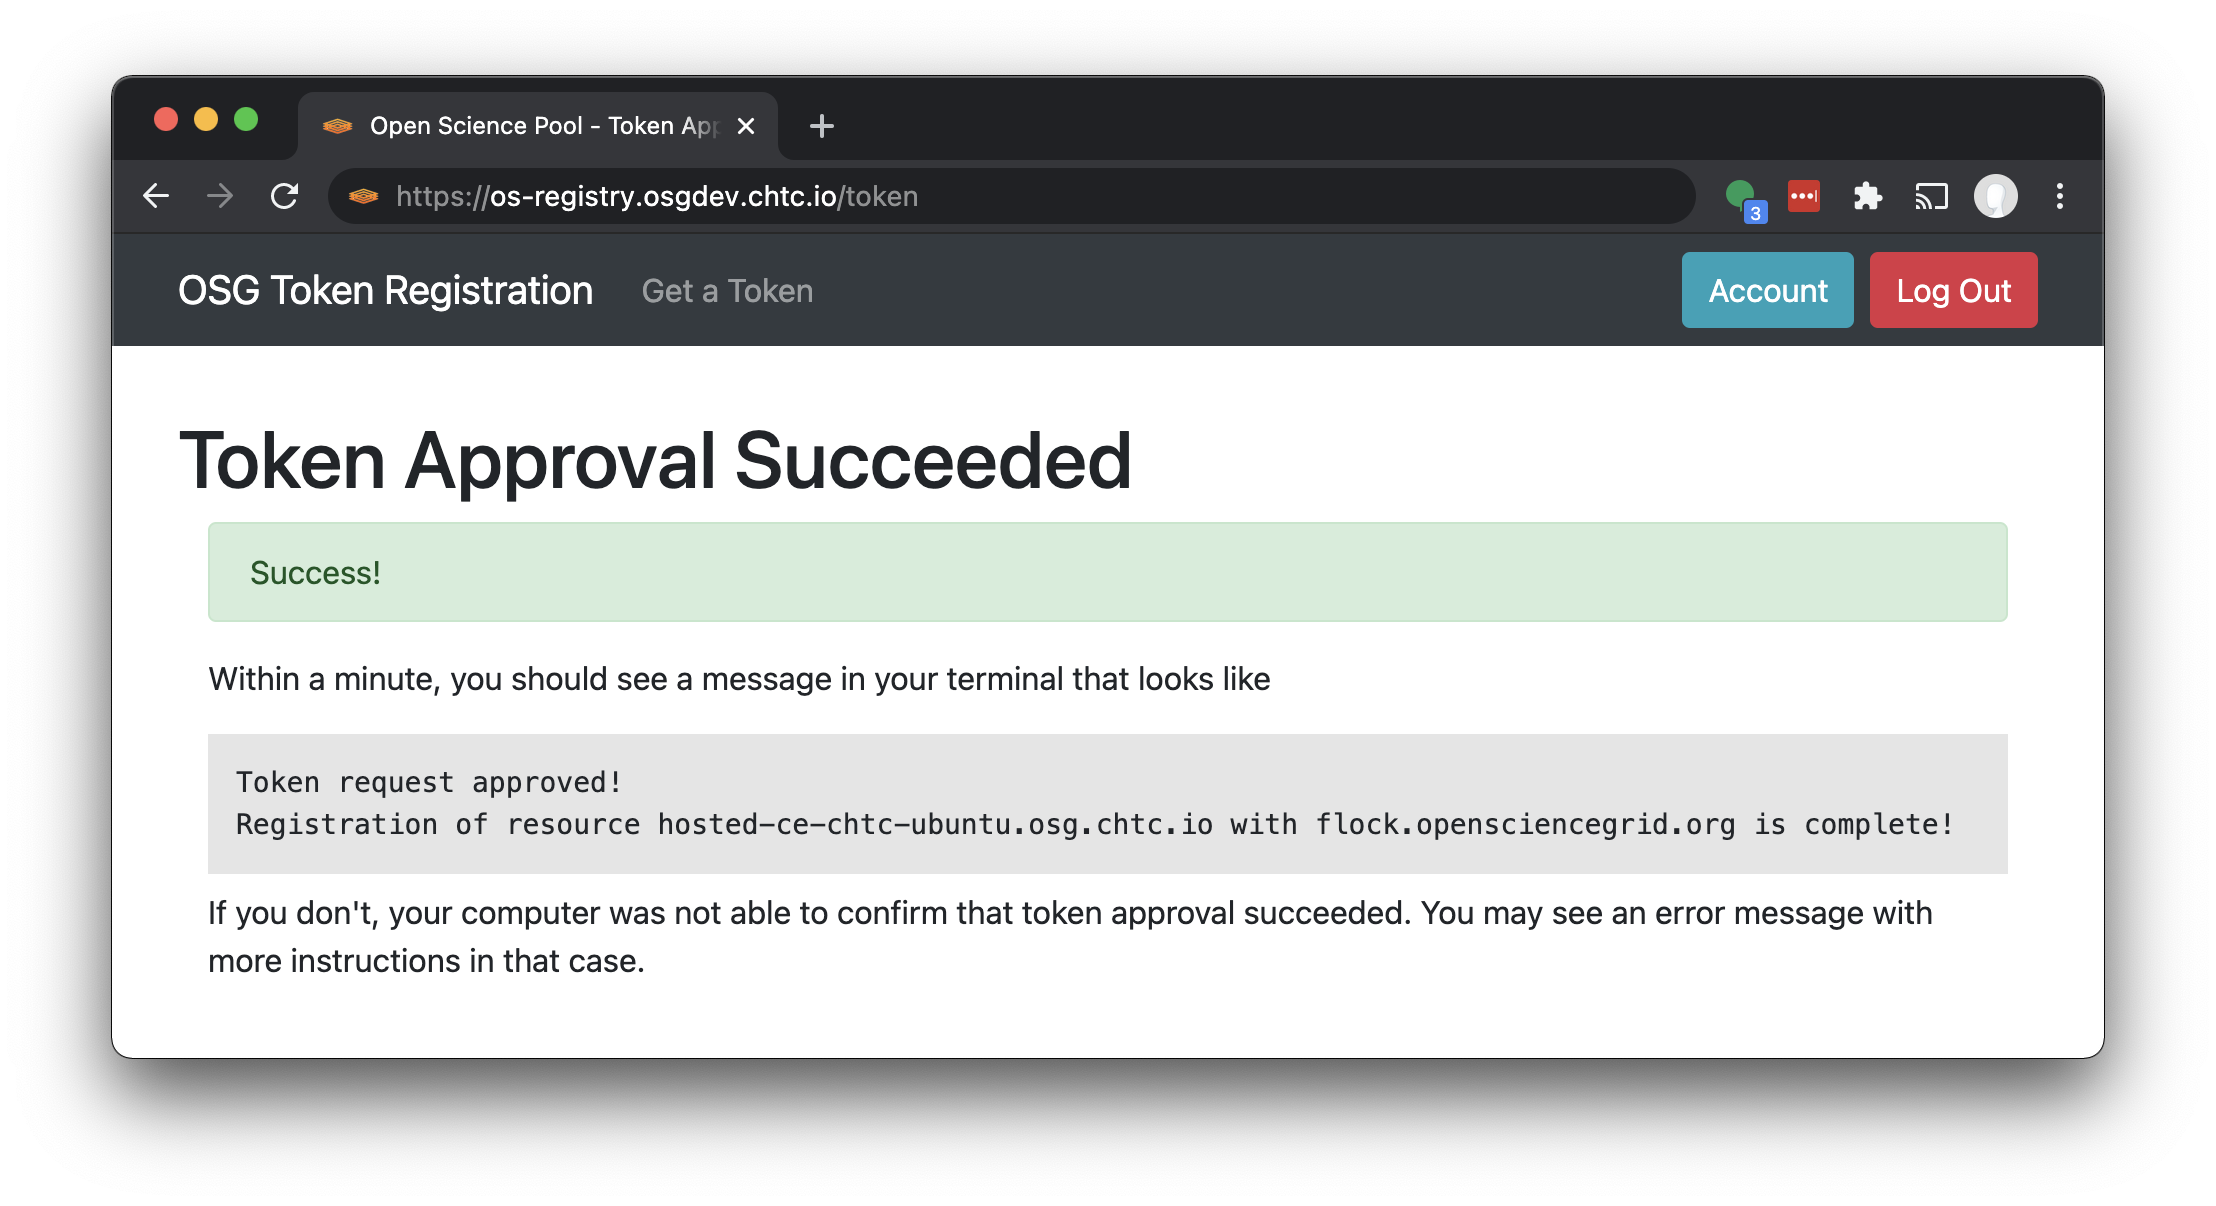 Open Science Pool - Token App
https://os-registry.osgdev.chtc.io/token
3
OSG Token Registration
Get a Token
Account
Log Out
Token Approval Succeeded
Success!
Within a minute, you should see a message in your terminal that looks like
Token request approved!
Registration of resource hosted-ce-chtc-ubuntu.osg.chtc.io with flock.opensciencegrid.org is complete!
If you don't, your computer was not able to confirm that token approval succeeded. You may see an error message with
more instructions in that case.